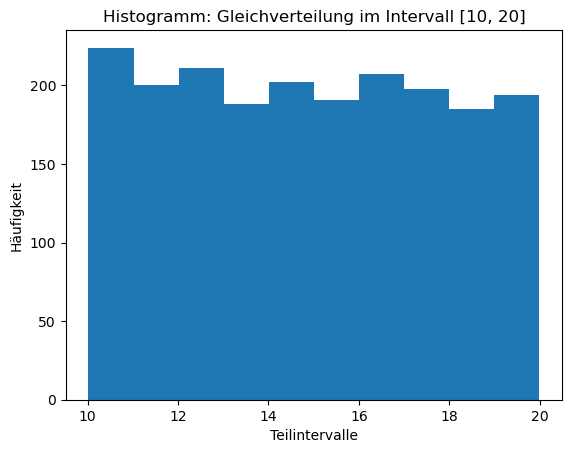 Histogramm: Gleichverteilung im Intervall [10, 20]
Häufigkeit
200
150
100
50
0
10 12 14 16 18 20
Teilintervalle